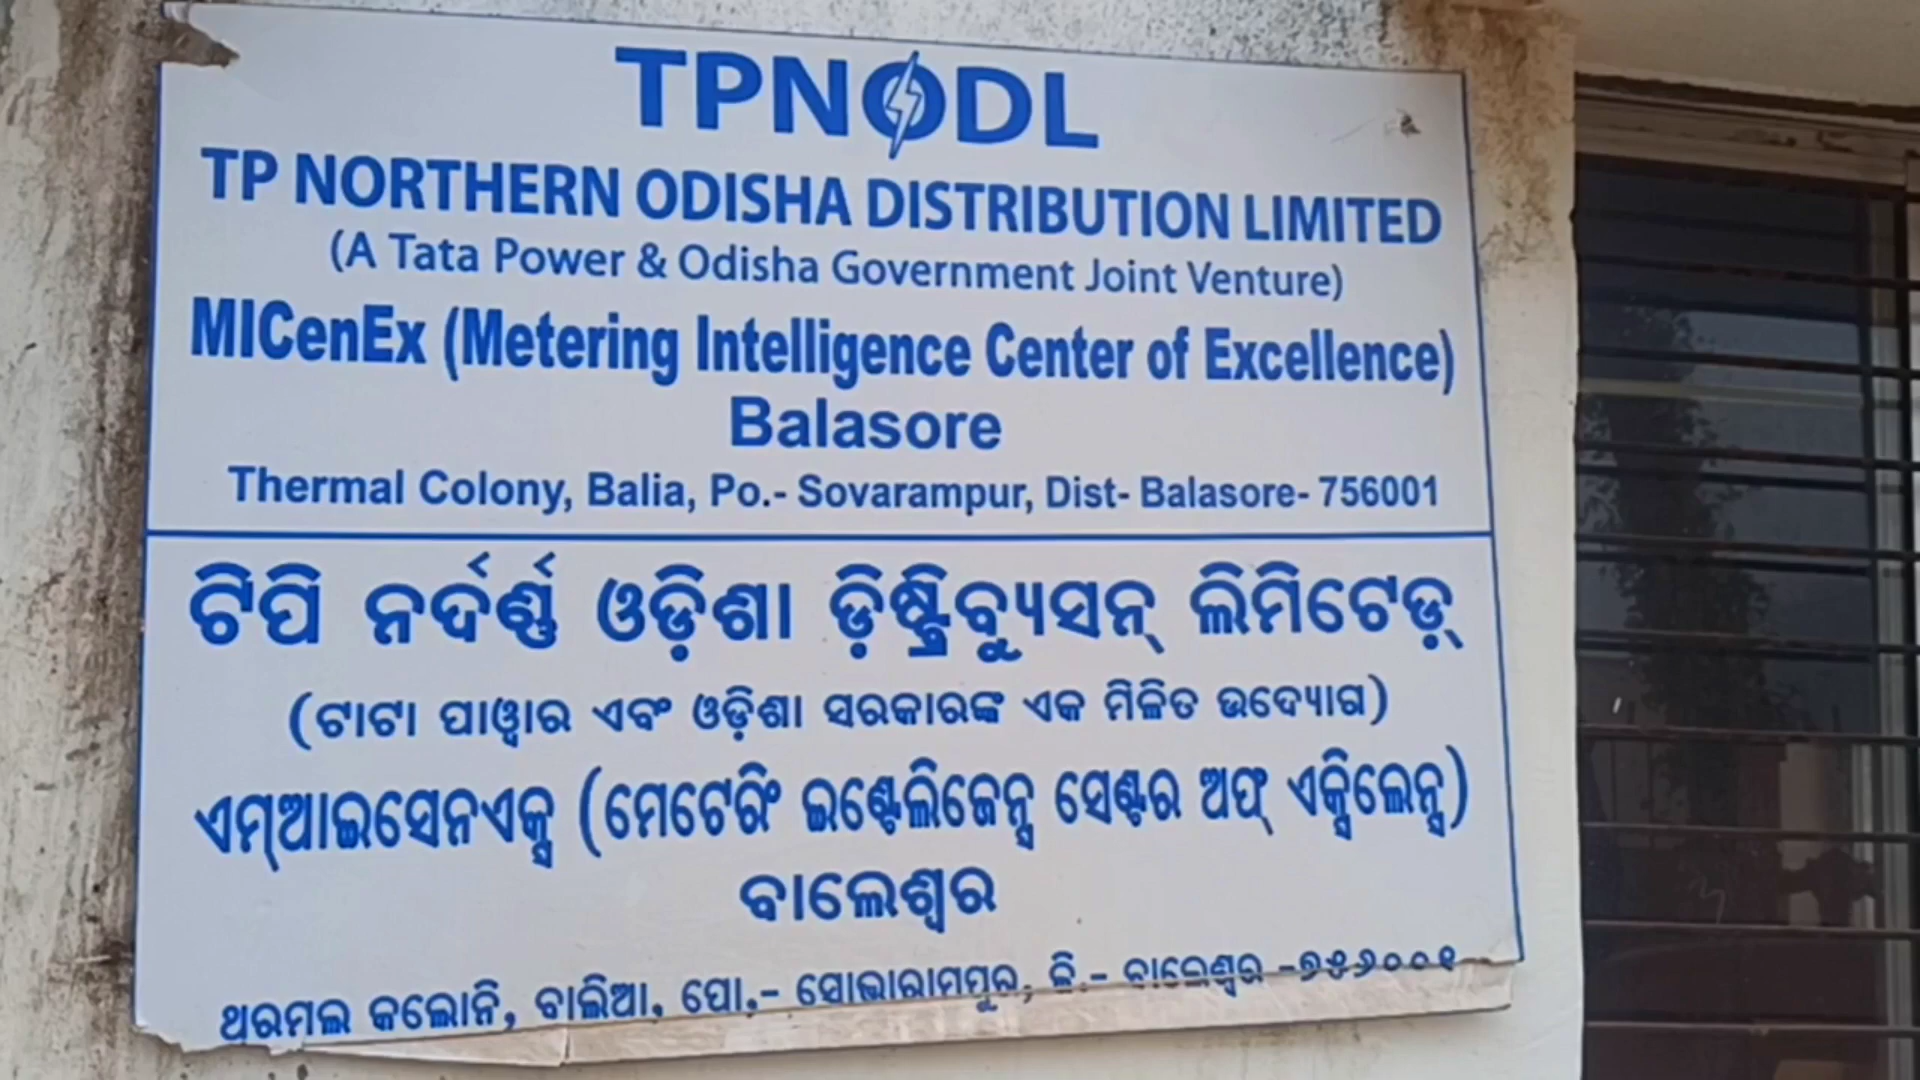 TPNODL
TP NORTHERN ODISHA DISTRIBUTION LIMITED
(A Tata Power & Odisha Government Joint Venture)
MICenEx (Metering Intelligence Center of Excellence)
Balasore
Thermal Colony, Balia, Po.- Sovarampur, Dist- Balasore- 756001
ଟିପି ନର୍ଦର୍ଣ୍ଣ ଓଡ଼ିଶା ଡ଼ିଷ୍ଟ୍ରିବ୍ୟୁସନ୍ ଲିମିଟେଡ଼୍
(ଟାଟା ପାୱାର ଏବଂ ଓଡ଼ିଶା ସରକାରଙ୍କ ଏକ ମିଳିତ ଉଦ୍ୟୋଗ)
ଏମ୍ଆଇସେନଏକ୍ସ (ମେଟେରିଂ ଇଣ୍ଟେଲିଜେନ୍ସ ସେଣ୍ଟର ଅଫ୍ ଏକ୍ସିଲେନ୍ସ)
ବାଲେଶ୍ୱର
ଥରମଲ କଲୋନି, ବାଲିଆ, ପୋ.- ସୋଭାରାମପୁର, ଜି.- ବାଲେଶ୍ୱର -୭୫୬୦୦୧